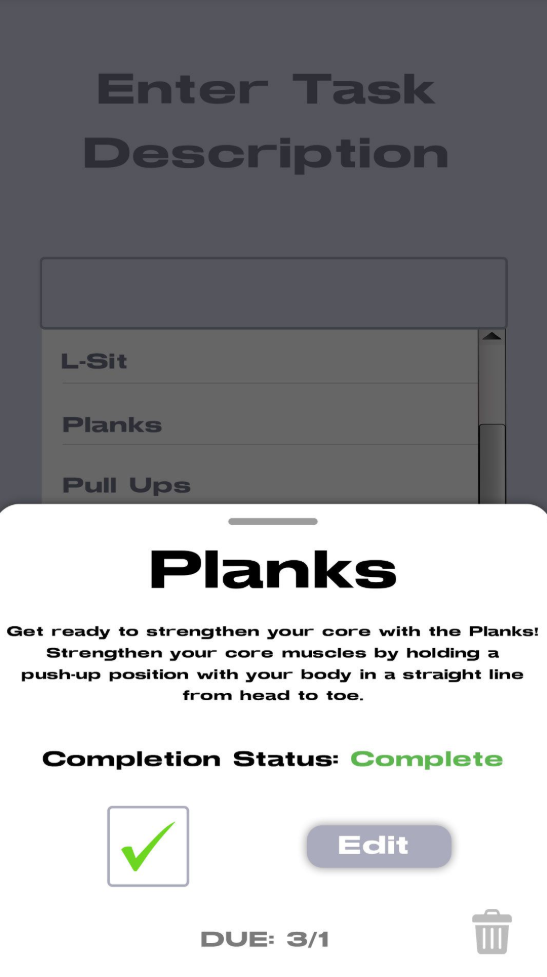 Enter Task
Description
L-Sit
Planks
Pull Ups
Planks
Get ready to strengthen your core with the Planks!
Strengthen your core muscles by holding a
push-up position with your body in a straight line
from head to toe.
Completion Status: Complete
Edit
DUE: 3/1